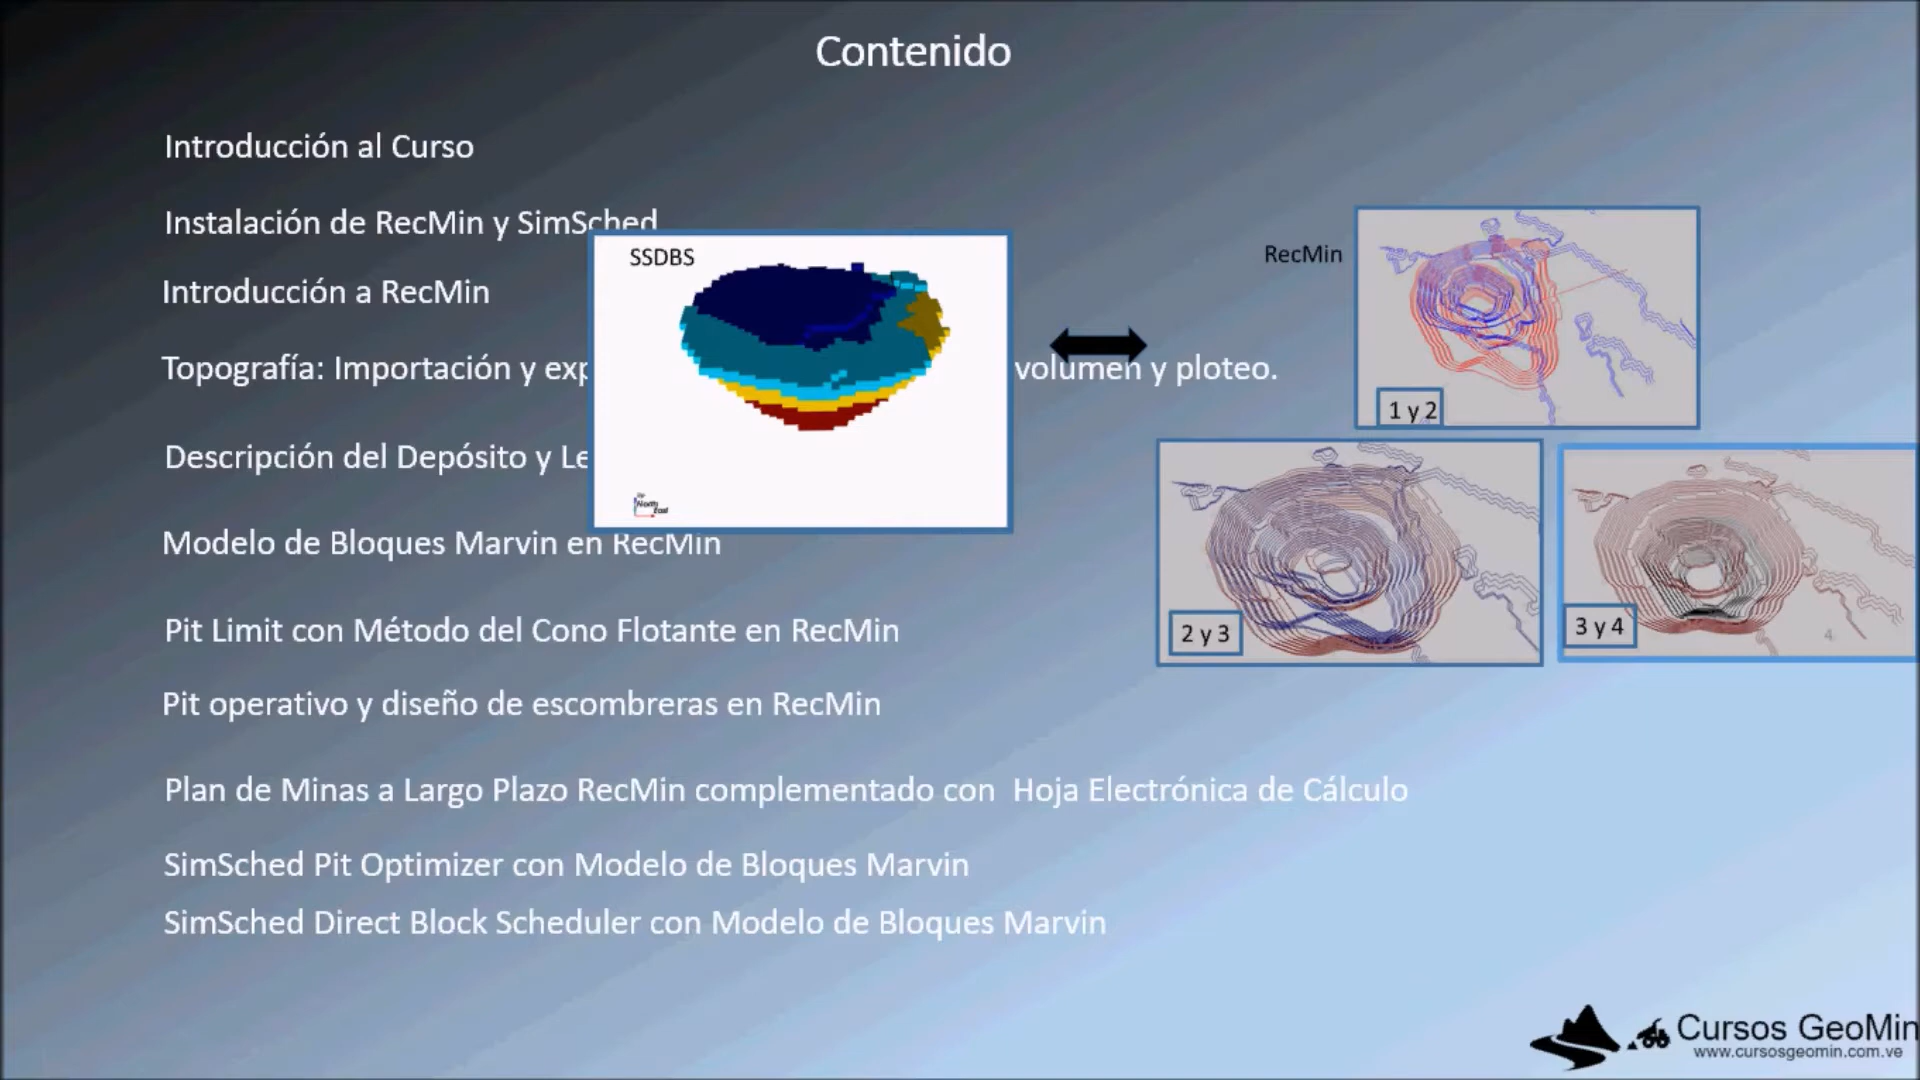 Contenido
Introducción al Curso
Instalación de RecMin y SimSched
Introducción a RecMin
Topografía: Importación y exp
volumen y ploteo.
Descripción del Depósito y Le
Modelo de Bloques Marvin en RecMin
Pit Limit con Método del Cono Flotante en RecMin
Pit operativo y diseño de escombreras en RecMin
Plan de Minas a Largo Plazo RecMin complementado con Hoja Electrónica de Cálculo
SimSched Pit Optimizer con Modelo de Bloques Marvin
SimSched Direct Block Scheduler con Modelo de Bloques Marvin
SSDBS
North
East
RecMin
1 y 2
2 y 3
3 y 4
4
Cursos GeoMin
www.cursosgeomin.com.ve